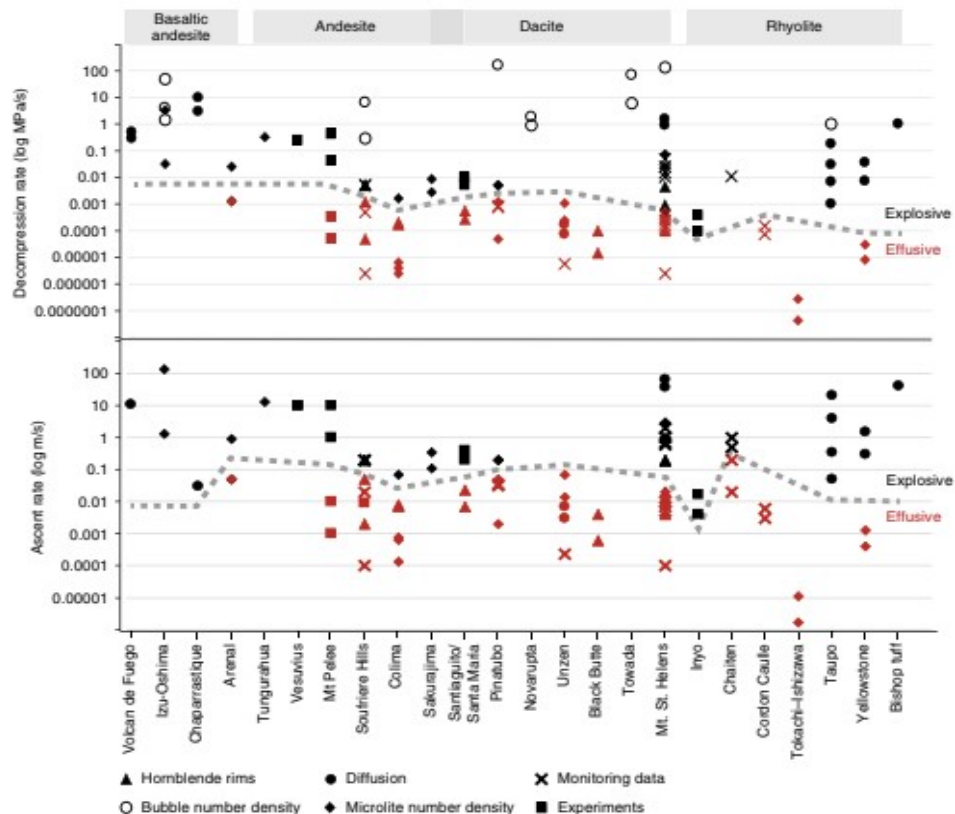 Basaltic
andesite
Andesite
Dacite
Rhyolite
Decompression rate (log MPa/s)
100
10
1
0.1
0.01
0.001
0.0001
0.00001
0.000001
0.0000001
Explosive
Effusive
Ascent rate (log m/s)
100
10
1
0.1
0.01
0.001
0.0001
0.00001
Explosive
Effusive
Volcan de Fuego
Izu-Oshima
Chaparrastique
Arenal
Tungurahua
Vesuvius
Mt Pelee
Soufriere Hills
Colima
Sakurajima
Santiaguito/
Santa Maria
Pinatubo
Novarupta
Unzen
Black Butte
Towada
Mt. St. Helens
Inyo
Chaiten
Cordon Caulle
Tokachi–Ishizawa
Taupo
Yellowstone
Bishop tuff
Hornblende rims
Diffusion
Monitoring data
Bubble number density
Microlite number density
Experiments